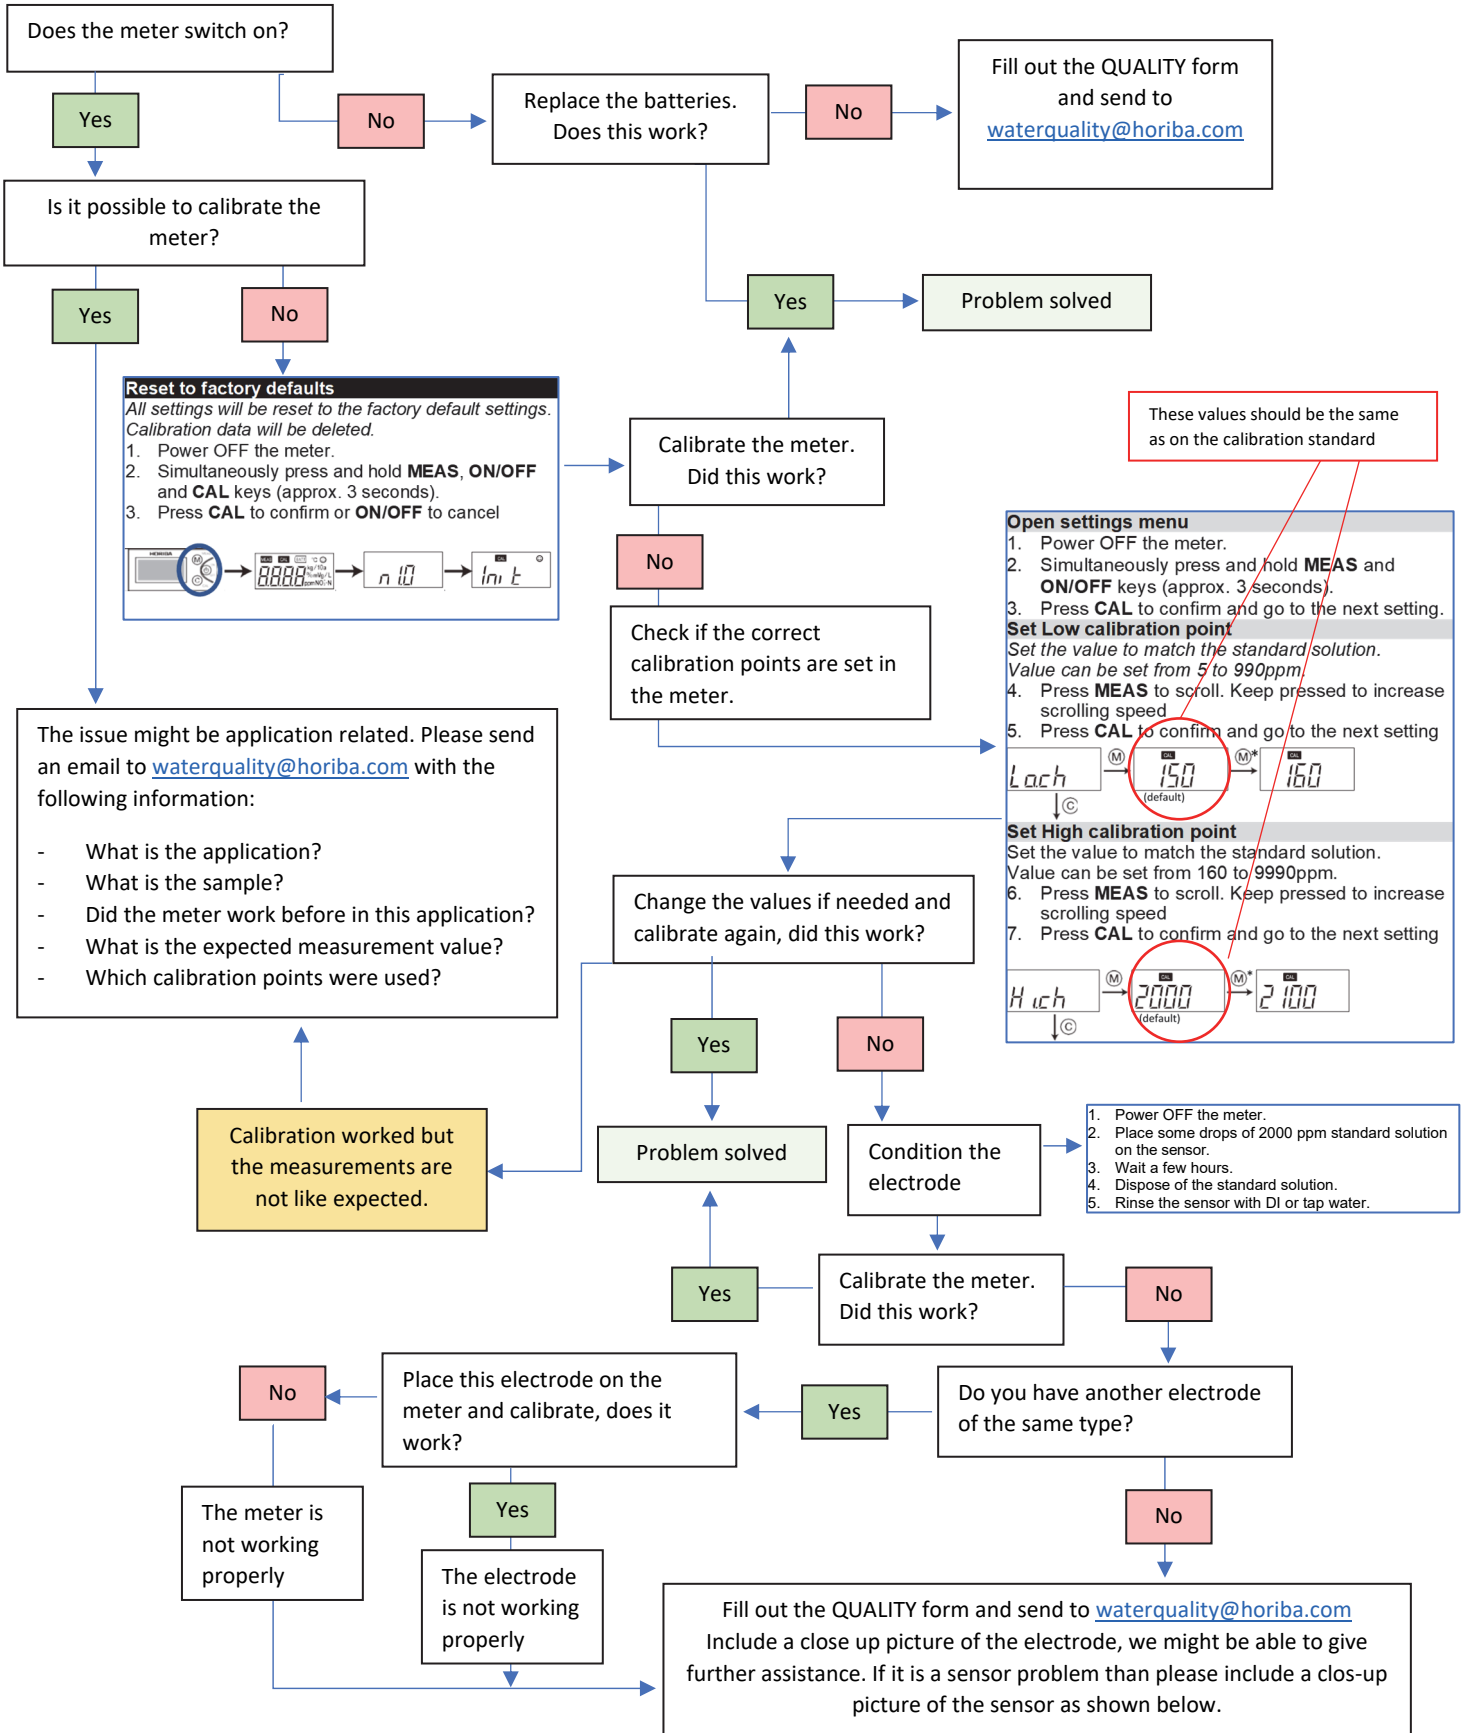 Does the meter switch on?
Yes
No
Replace the batteries.
Does this work?
No
Fill out the QUALITY form
and send to
waterquality@horiba.com
Is it possible to calibrate the
meter?
Yes
No
Yes
Problem solved
Reset to factory defaults
All settings will be reset to the factory default settings.
Calibration data will be deleted.
1. Power OFF the meter.
2. Simultaneously press and hold MEAS, ON/OFF
and CAL keys (approx. 3 seconds).
3. Press CAL to confirm or ON/OFF to cancel
HORIBA
M
C
MEAS CAL
8.8.8.8
n 1.0
CAL
Init
Calibrate the meter.
Did this work?
No
Check if the correct
calibration points are set in
the meter.
These values should be the same
as on the calibration standard
Open settings menu
1. Power OFF the meter.
2. Simultaneously press and hold MEAS and
ON/OFF keys (approx. 3 seconds).
3. Press CAL to confirm and go to the next setting.
Set Low calibration point
Set the value to match the standard solution.
Value can be set from 5 to 990ppm.
4. Press MEAS to scroll. Keep pressed to increase
scrolling speed
5. Press CAL to confirm and go to the next setting
Lo.ch M CAL 150 M* CAL 160
(default)
C
Set High calibration point
Set the value to match the standard solution.
Value can be set from 160 to 9990ppm.
6. Press MEAS to scroll. Keep pressed to increase
scrolling speed
7. Press CAL to confirm and go to the next setting
Hi.ch M CAL 2000 M* CAL 2100
(default)
C
The issue might be application related. Please send
an email to waterquality@horiba.com with the
following information:
- What is the application?
- What is the sample?
- Did the meter work before in this application?
- What is the expected measurement value?
- Which calibration points were used?
Change the values if needed and
calibrate again, did this work?
Yes
No
Calibration worked but
the measurements are
not like expected.
Problem solved
Condition the
electrode
1. Power OFF the meter.
2. Place some drops of 2000 ppm standard solution
on the sensor.
3. Wait a few hours.
4. Dispose of the standard solution.
5. Rinse the sensor with DI or tap water.
Yes
Calibrate the meter.
Did this work?
No
No
Place this electrode on the
meter and calibrate, does it
work?
Yes
Do you have another electrode
of the same type?
The meter is
not working
properly
Yes
No
The electrode
is not working
properly
Fill out the QUALITY form and send to waterquality@horiba.com
Include a close up picture of the electrode, we might be able to give
further assistance. If it is a sensor problem than please include a clos-up
picture of the sensor as shown below.